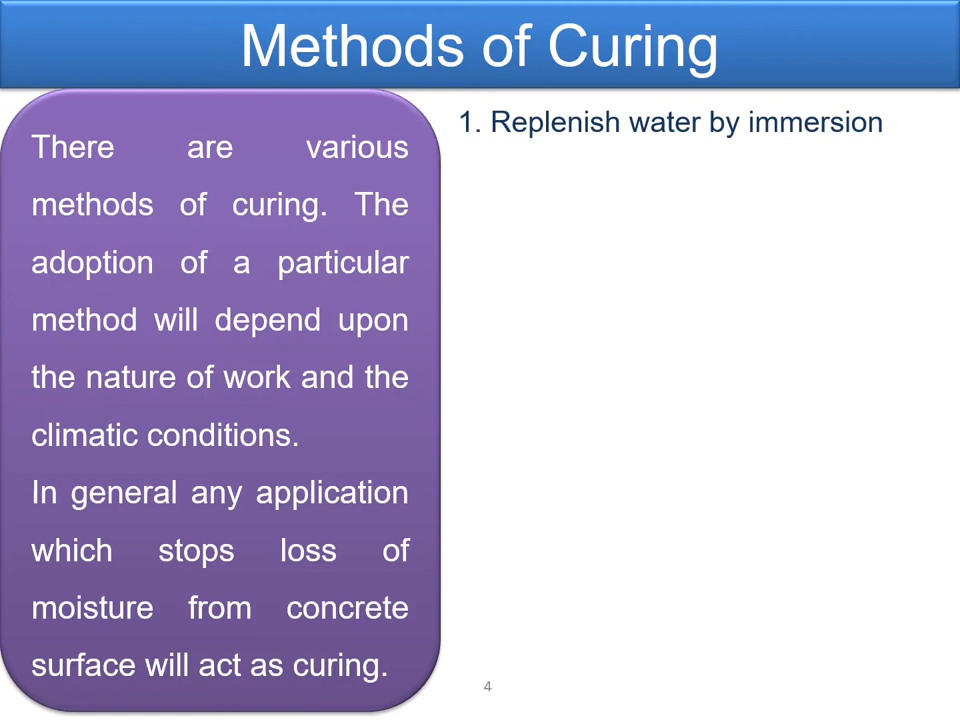 Methods of Curing
There are various
methods of curing. The
adoption of a particular
method will depend upon
the nature of work and the
climatic conditions.
In general any application
which stops loss of
moisture from concrete
surface will act as curing.
1. Replenish water by immersion
4